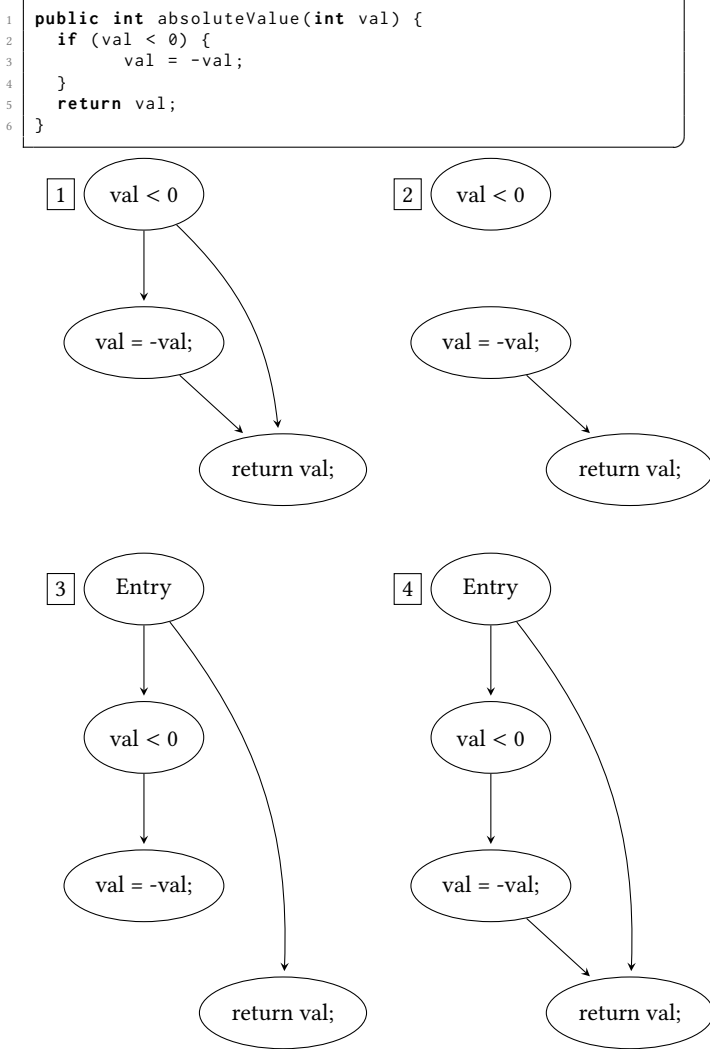 1 public int absoluteValue(int val) {
2 if (val < 0) {
3 val = -val;
4 }
5 return val;
6 }
1 val < 0
2 val < 0
val = -val;
val = -val;
return val;
return val;
3 Entry
4 Entry
val < 0
val < 0
val = -val;
val = -val;
return val;
return val;